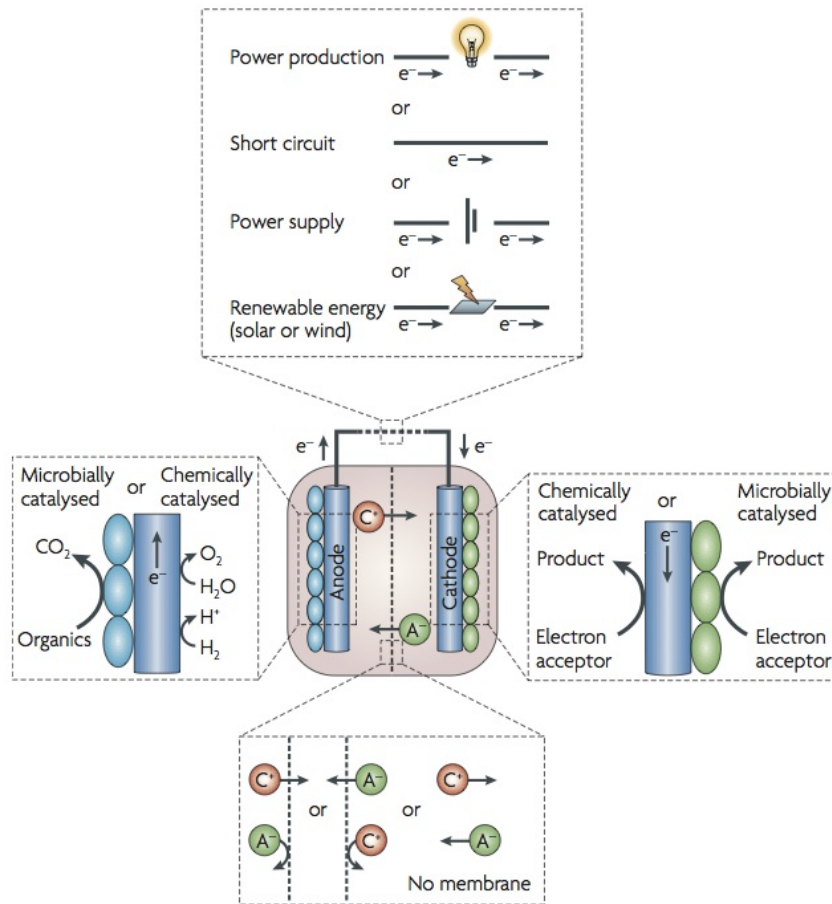 Power production
e⁻ e⁻
or
Short circuit
e⁻
or
Power supply
e⁻ e⁻
or
Renewable energy
(solar or wind)
e⁻ e⁻
e⁻ e⁻
Microbially
catalysed
or
Chemically
catalysed
CO₂
Organics
e⁻
O₂
H₂O
H⁺
H₂
Anode
C⁺
A⁻
Cathode
Chemically
catalysed
or
Microbially
catalysed
Product
Electron
acceptor
e⁻
Product
Electron
acceptor
C⁺ A⁻ C⁺
or or
A⁻ C⁺ A⁻
No membrane